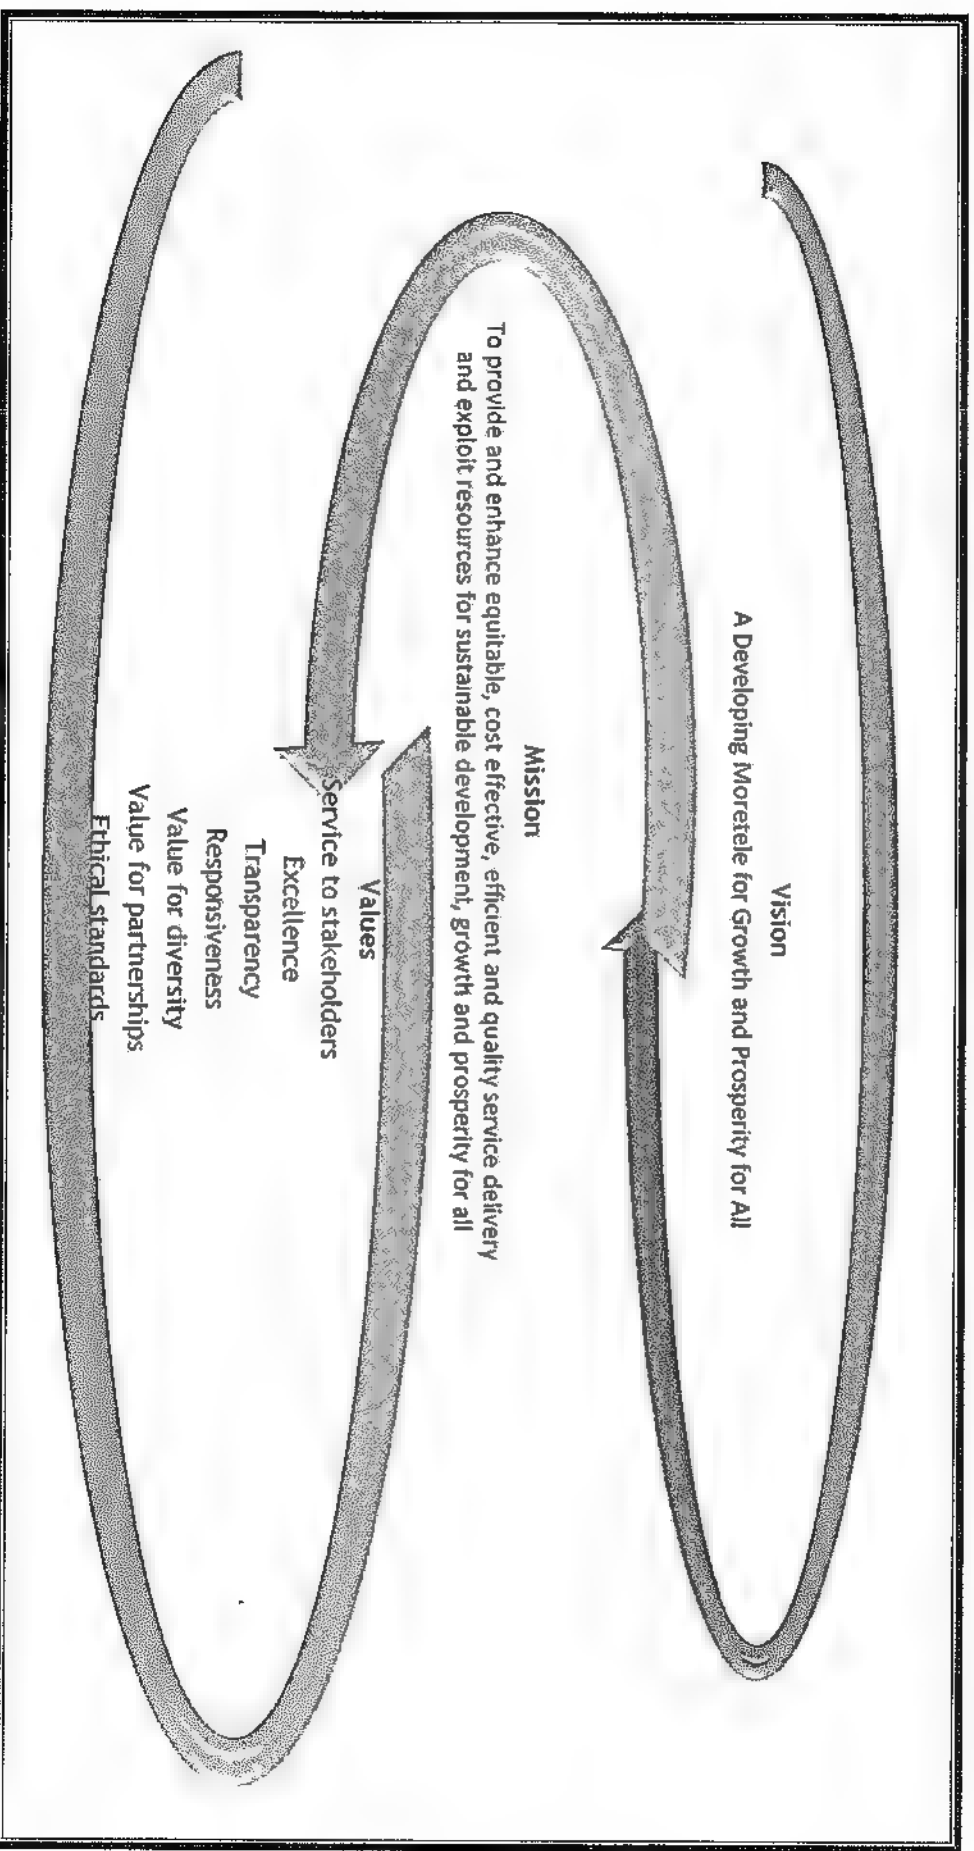 Vision
A Developing Moretele for Growth and Prosperity for All
Mission
To provide and enhance equitable, cost effective, efficient and quality service delivery
and exploit resources for sustainable development, growth and prosperity for all
Values
Service to stakeholders
Excellence
Transparency
Responsiveness
Value for diversity
Value for partnerships
Ethical standards